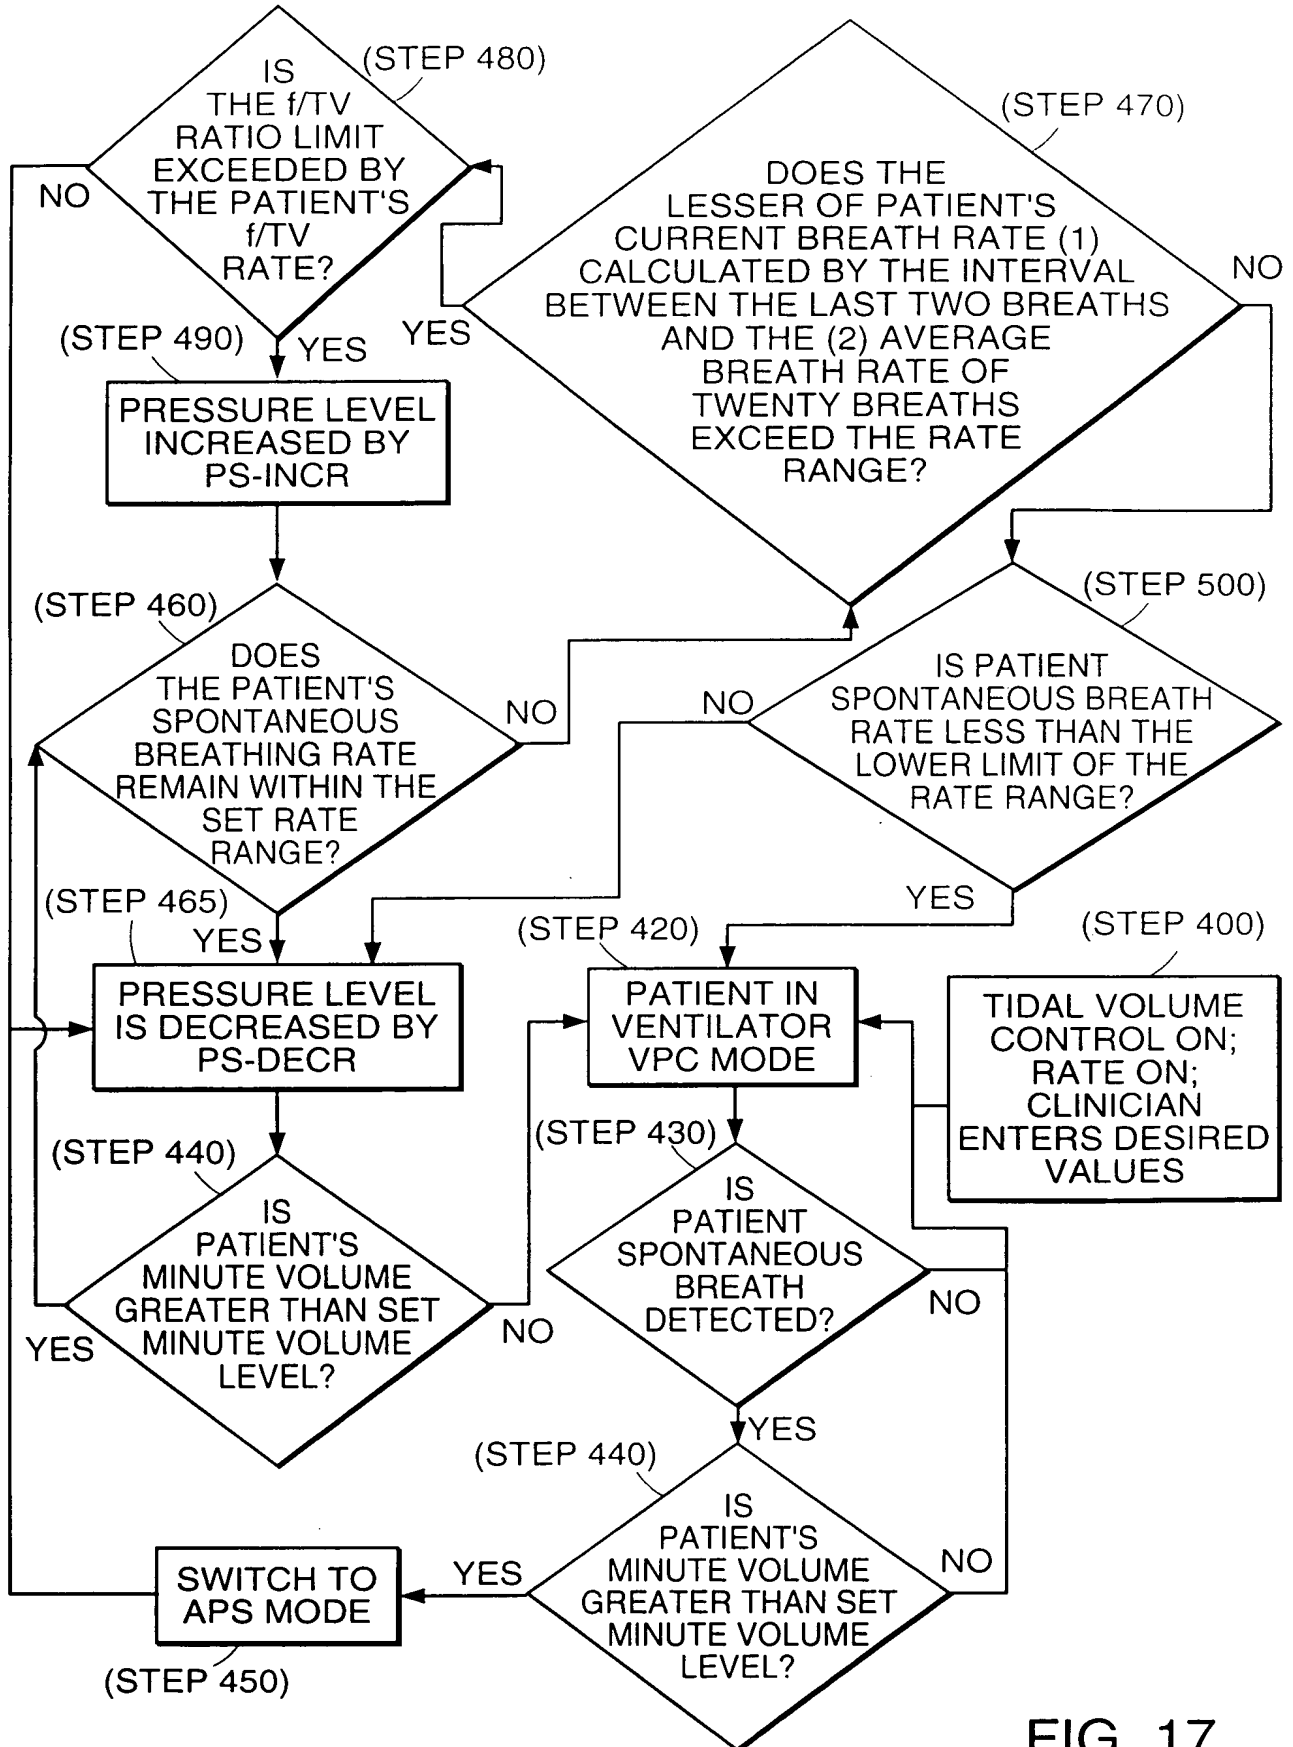 (STEP 480)
IS
THE f/TV
RATIO LIMIT
EXCEEDED BY
THE PATIENT'S
f/TV
RATE?
NO
YES
(STEP 470)
DOES THE
LESSER OF PATIENT'S
CURRENT BREATH RATE (1)
CALCULATED BY THE INTERVAL
BETWEEN THE LAST TWO BREATHS
AND THE (2) AVERAGE
BREATH RATE OF
TWENTY BREATHS
EXCEED THE RATE
RANGE?
YES
NO
(STEP 490)
PRESSURE LEVEL
INCREASED BY
PS-INCR
(STEP 460)
DOES
THE PATIENT'S
SPONTANEOUS
BREATHING RATE
REMAIN WITHIN THE
SET RATE
RANGE?
NO
YES
(STEP 500)
IS PATIENT
SPONTANEOUS BREATH
RATE LESS THAN THE
LOWER LIMIT OF THE
RATE RANGE?
NO
YES
(STEP 465)
PRESSURE LEVEL
IS DECREASED BY
PS-DECR
(STEP 420)
PATIENT IN
VENTILATOR
VPC MODE
(STEP 400)
TIDAL VOLUME
CONTROL ON;
RATE ON;
CLINICIAN
ENTERS DESIRED
VALUES
(STEP 440)
IS
PATIENT'S
MINUTE VOLUME
GREATER THAN SET
MINUTE VOLUME
LEVEL?
YES
NO
(STEP 430)
IS
PATIENT
SPONTANEOUS
BREATH
DETECTED?
NO
YES
(STEP 440)
IS
PATIENT'S
MINUTE VOLUME
GREATER THAN SET
MINUTE VOLUME
LEVEL?
NO
YES
SWITCH TO
APS MODE
(STEP 450)
FIG. 17